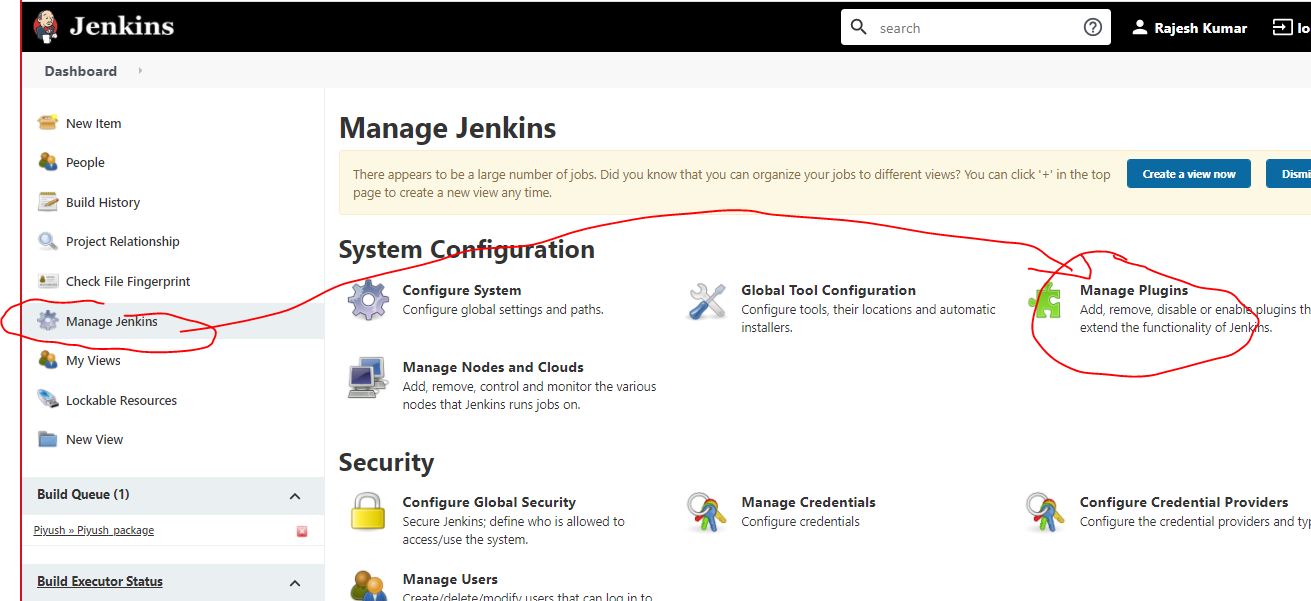 Jenkins
search
Rajesh Kumar
lo
Dashboard
New Item
People
Build History
Project Relationship
Check File Fingerprint
Manage Jenkins
My Views
Lockable Resources
New View
Build Queue (1)
Piyush » Piyush_package
Build Executor Status
Manage Jenkins
There appears to be a large number of jobs. Did you know that you can organize your jobs to different views? You can click '+' in the top
page to create a new view any time.
Create a view now
Dismi
System Configuration
Configure System
Configure global settings and paths.
Global Tool Configuration
Configure tools, their locations and automatic
installers.
Manage Plugins
Add, remove, disable or enable plugins th
extend the functionality of Jenkins.
Manage Nodes and Clouds
Add, remove, control and monitor the various
nodes that Jenkins runs jobs on.
Security
Configure Global Security
Secure Jenkins; define who is allowed to
access/use the system.
Manage Credentials
Configure credentials
Configure Credential Providers
Configure the credential providers and typ
Manage Users
Create/delete/modify users that can log in to